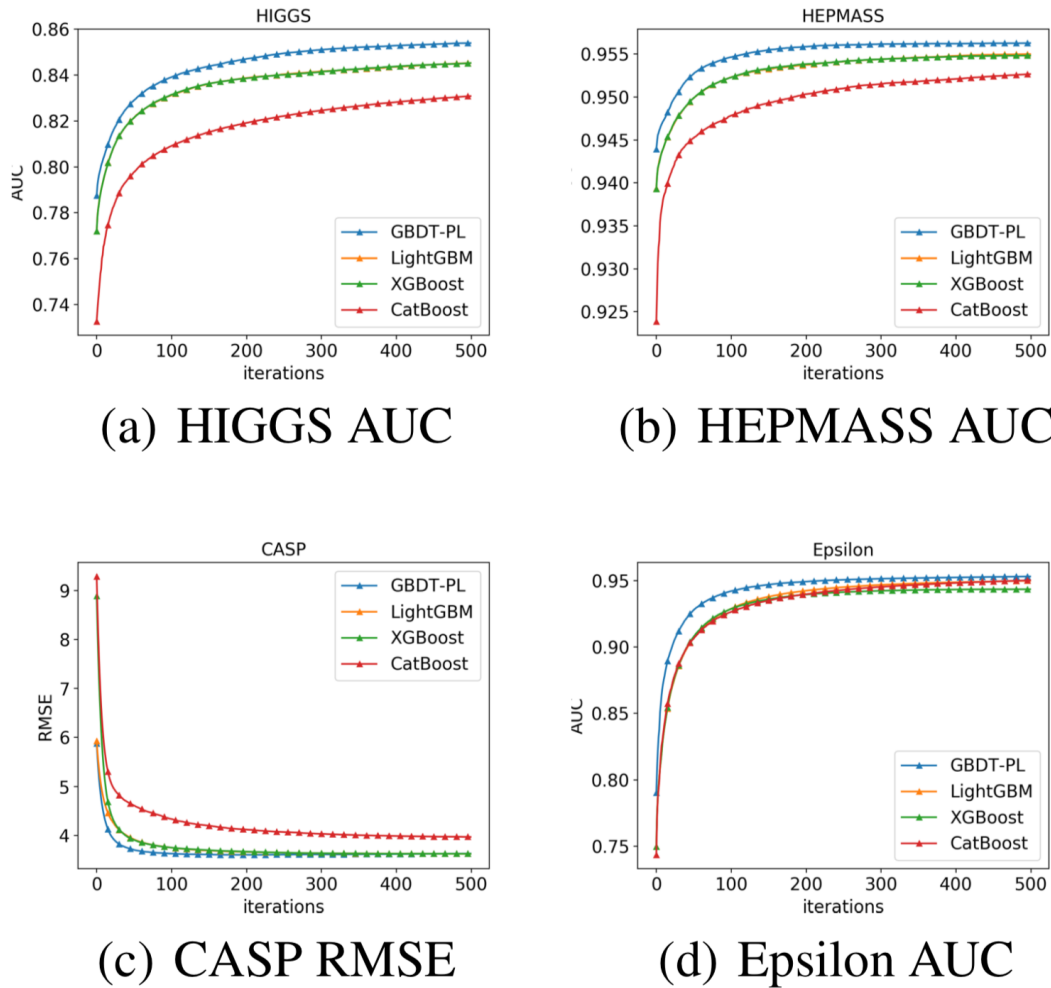 HIGGS
0.86
0.84
0.82
0.80
0.78
0.76
0.74
AUC
0 100 200 300 400 500
iterations
GBDT-PL
LightGBM
XGBoost
CatBoost
(a) HIGGS AUC
HEPMASS
0.955
0.950
0.945
0.940
0.935
0.930
0.925
0 100 200 300 400 500
iterations
GBDT-PL
LightGBM
XGBoost
CatBoost
(b) HEPMASS AUC
CASP
9
8
7
6
5
4
RMSE
0 100 200 300 400 500
iterations
GBDT-PL
LightGBM
XGBoost
CatBoost
(c) CASP RMSE
Epsilon
0.95
0.90
0.85
0.80
0.75
AUC
0 100 200 300 400 500
iterations
GBDT-PL
LightGBM
XGBoost
CatBoost
(d) Epsilon AUC